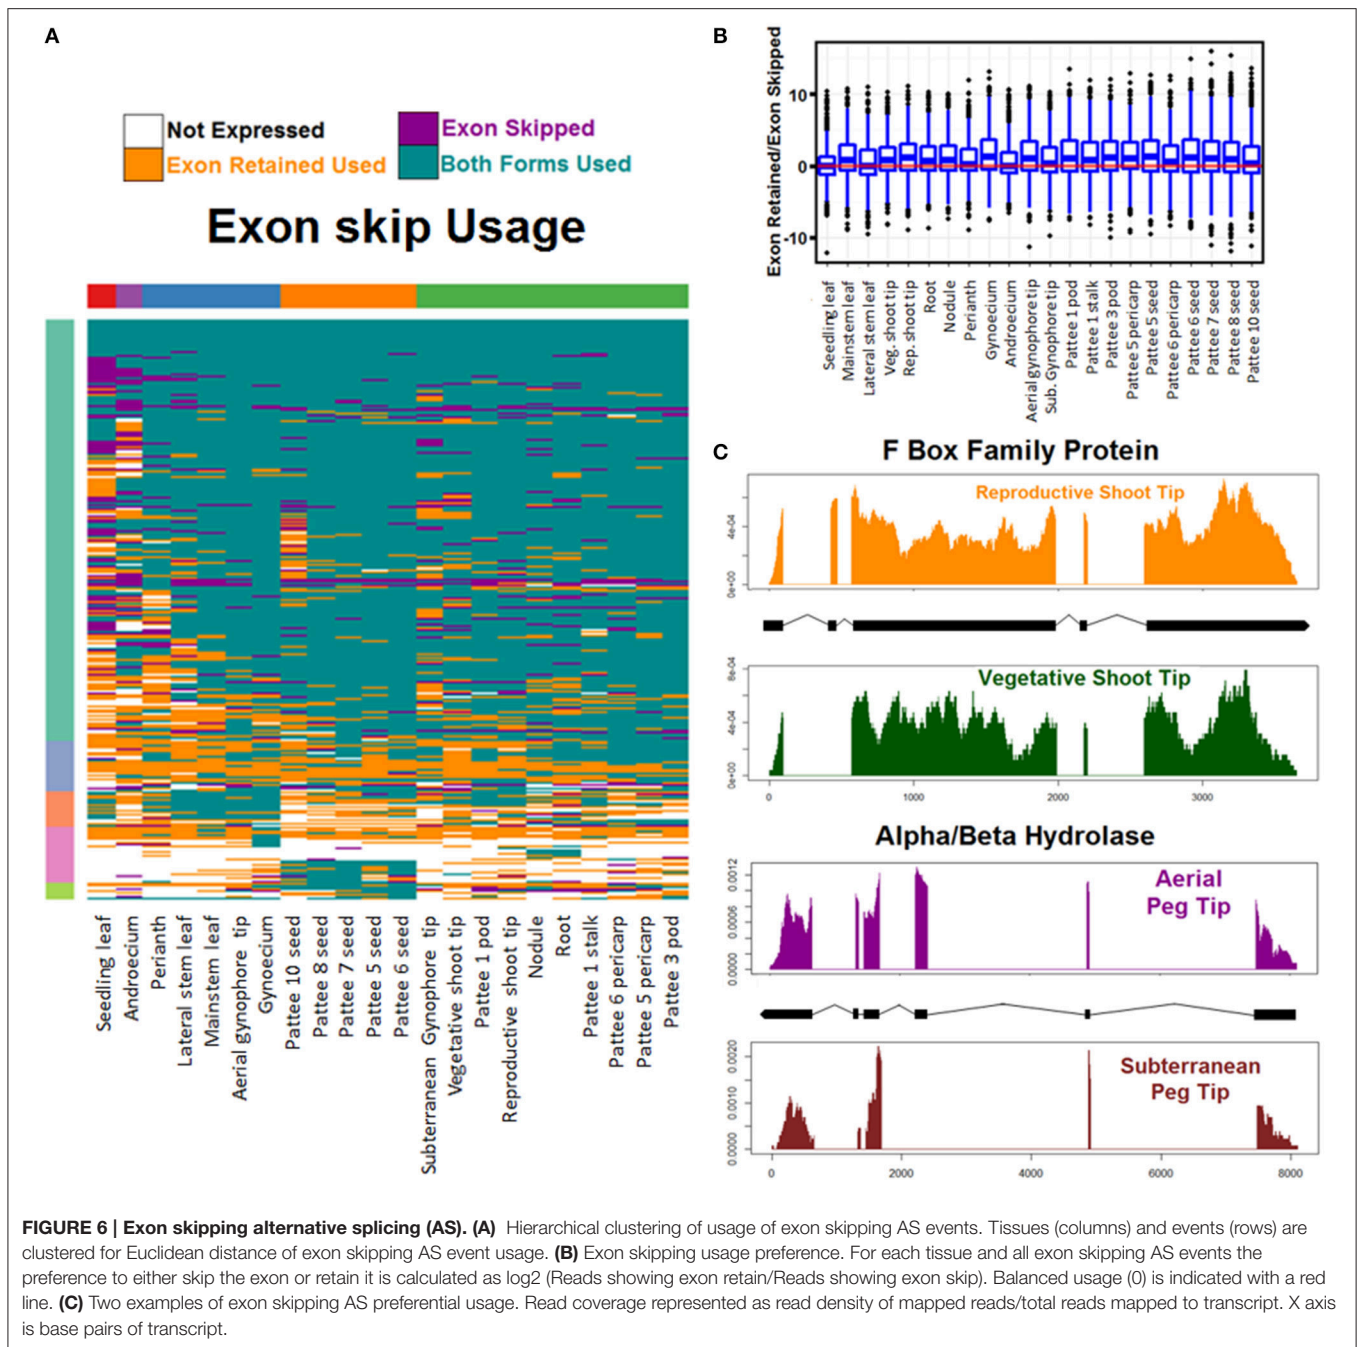 A
Not Expressed
Exon Skipped
Exon Retained Used
Both Forms Used
Exon skip Usage
Seedling leaf
Androecium
Perianth
Lateral stem leaf
Mainstem leaf
Aerial gynophore tip
Gynoecium
Pattee 10 seed
Pattee 8 seed
Pattee 7 seed
Pattee 5 seed
Pattee 6 seed
Subterranean Gynophore tip
Vegetative shoot tip
Pattee 1 pod
Reproductive shoot tip
Nodule
Root
Pattee 1 stalk
Pattee 6 pericarp
Pattee 5 pericarp
Pattee 3 pod
B
Exon Retained/Exon Skipped
10
0
-10
Seedling leaf
Mainstem leaf
Lateral stem leaf
Veg. shoot tip
Rep. shoot tip
Root
Nodule
Perianth
Gynoecium
Androecium
Aerial gynophore tip
Sub. Gynophore tip
Pattee 1 pod
Pattee 1 stalk
Pattee 3 pod
Pattee 5 pericarp
Pattee 5 seed
Pattee 6 pericarp
Pattee 6 seed
Pattee 7 seed
Pattee 8 seed
Pattee 10 seed
C
F Box Family Protein
Reproductive Shoot Tip
4e-04
0e+00
0 1000 2000 3000
Vegetative Shoot Tip
8e-04
4e-04
0e+00
0 1000 2000 3000
Alpha/Beta Hydrolase
Aerial
Peg Tip
0.0012
0.0006
0.0000
0 2000 4000 6000 8000
Subterranean
Peg Tip
0.0020
0.0010
0.0000
0 2000 4000 6000 8000
FIGURE 6 | Exon skipping alternative splicing (AS). (A) Hierarchical clustering of usage of exon skipping AS events. Tissues (columns) and events (rows) are
clustered for Euclidean distance of exon skipping AS event usage. (B) Exon skipping usage preference. For each tissue and all exon skipping AS events the
preference to either skip the exon or retain it is calculated as log2 (Reads showing exon retain/Reads showing exon skip). Balanced usage (0) is indicated with a red
line. (C) Two examples of exon skipping AS preferential usage. Read coverage represented as read density of mapped reads/total reads mapped to transcript. X axis
is base pairs of transcript.